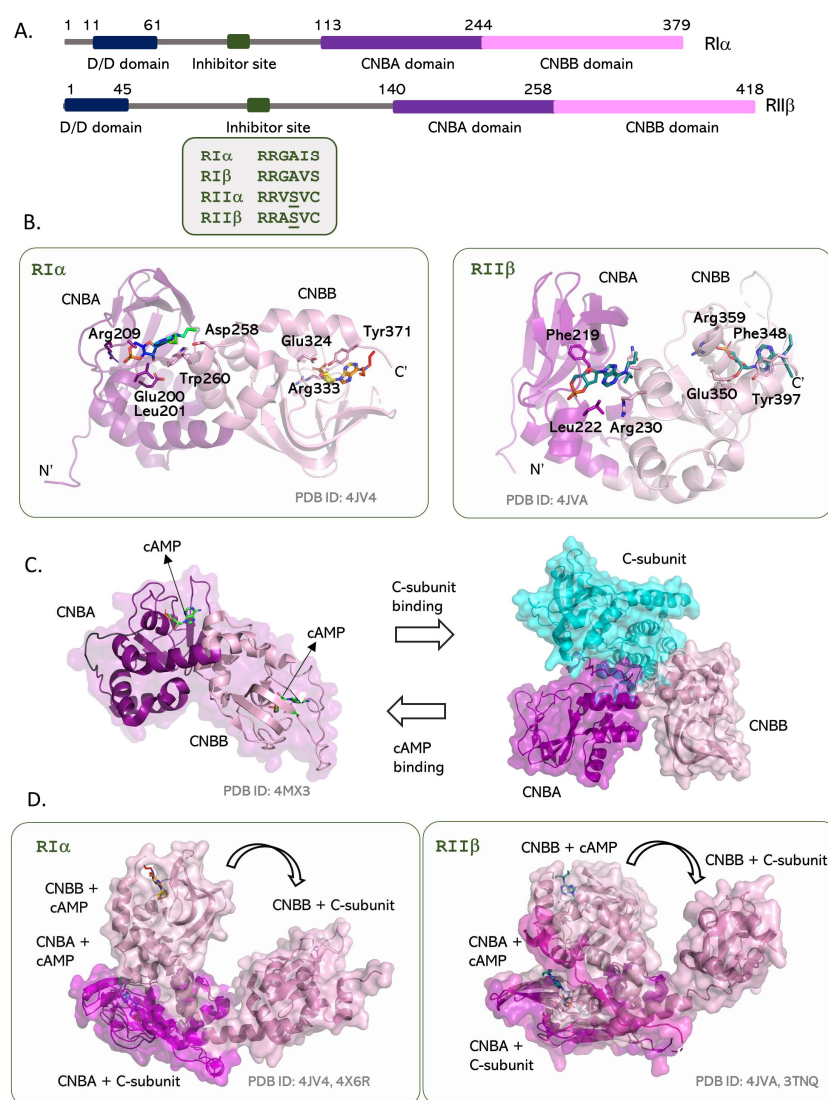 A.
1 11 61 113 244 379
RIα
D/D domain Inhibitor site CNBA domain CNBB domain
1 45 140 258 418
RIIβ
D/D domain Inhibitor site CNBA domain CNBB domain
RIα RRGAIS
RIβ RRGAVS
RIIα RRVSVC
RIIβ RRASVC
B.
RIα
CNBA
CNBB
Arg209
Asp258
Glu324
Tyr371
Trp260
Arg333
C'
Glu200
Leu201
N'
PDB ID: 4JV4
RIIβ
CNBA
CNBB
Arg359
Phe219
Phe348
C'
Glu350
Tyr397
Leu222
Arg230
N'
PDB ID: 4JVA
C.
cAMP
CNBA
cAMP
CNBB
PDB ID: 4MX3
C-subunit
binding
cAMP
binding
C-subunit
CNBB
CNBA
D.
RIα
CNBB +
cAMP
CNBB + C-subunit
CNBA +
cAMP
CNBA + C-subunit
PDB ID: 4JV4, 4X6R
RIIβ
CNBB + cAMP
CNBB + C-subunit
CNBA +
cAMP
CNBA +
C-subunit
PDB ID: 4JVA, 3TNQ